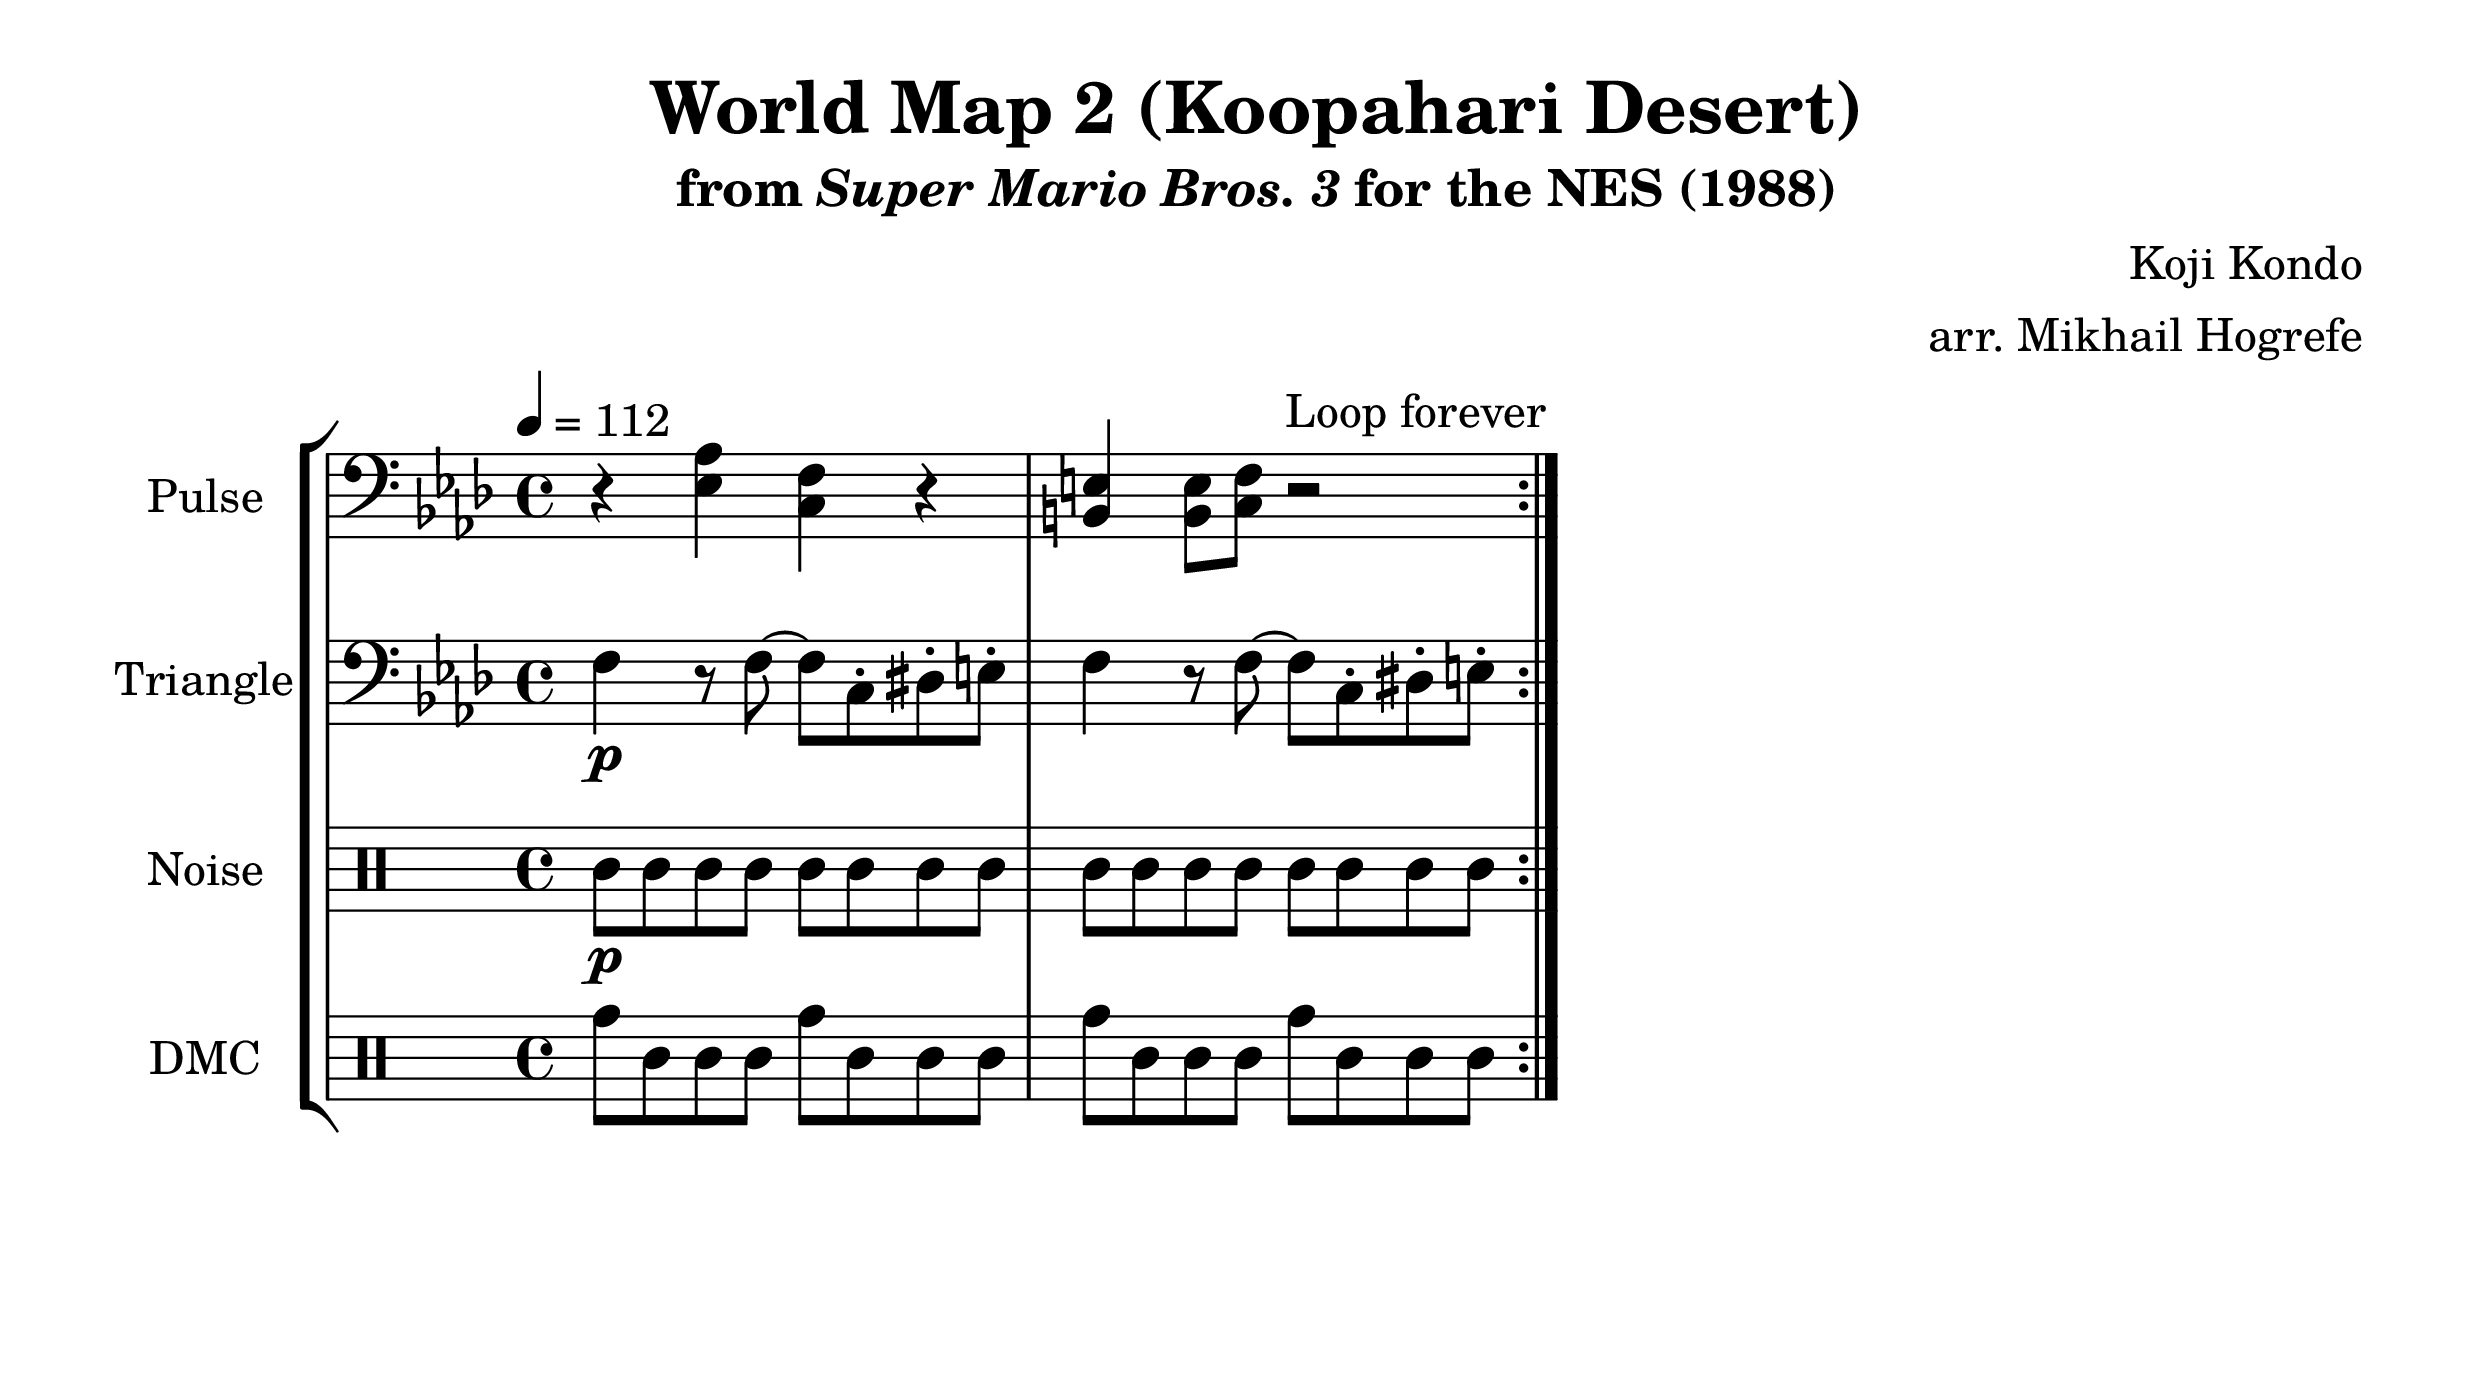 World Map 2 (Koopahari Desert)
from Super Mario Bros. 3 for the NES (1988)
Koji Kondo
arr. Mikhail Hogrefe
= 112
Loop forever
Pulse
Triangle
p
Noise
p
DMC